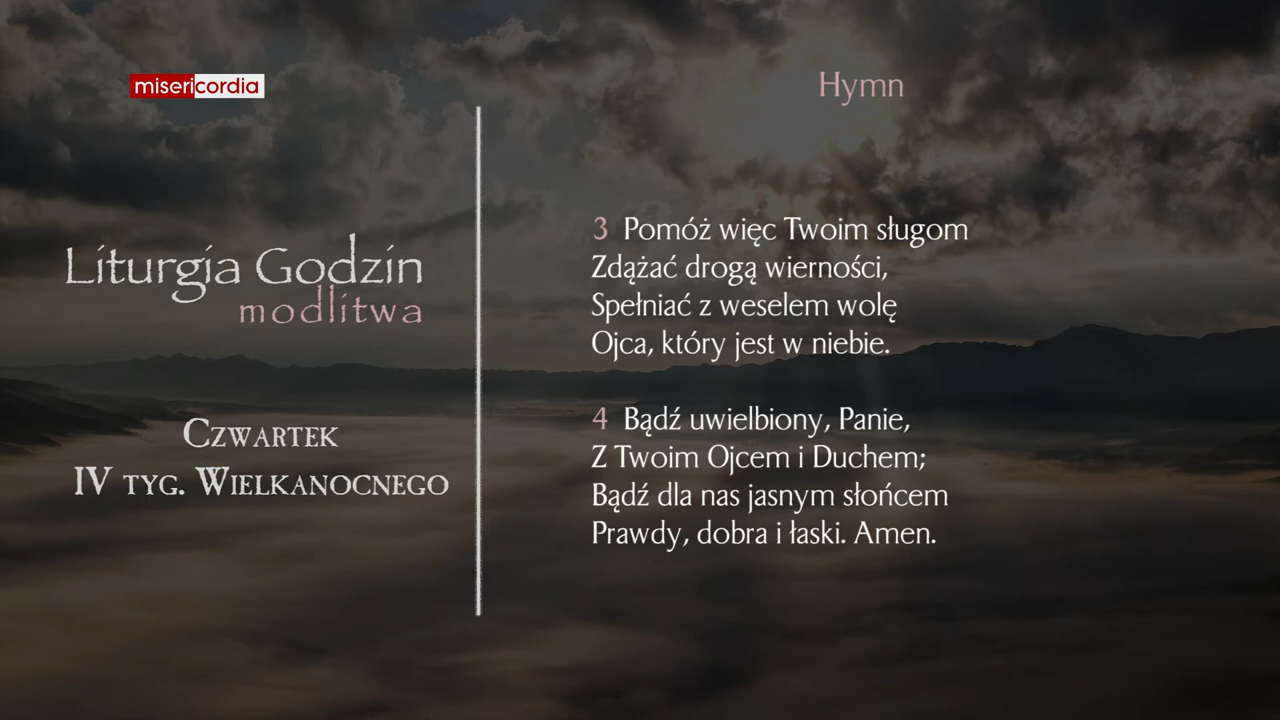 misericordia
Liturgia Godzin
modlitwa
Czwartek
IV tyg. Wielkanocnego
Hymn
3 Pomóż więc Twoim sługom
Zdążać drogą wierności,
Spełniać z weselem wolę
Ojca, który jest w niebie.
4 Bądź uwielbiony, Panie,
Z Twoim Ojcem i Duchem;
Bądź dla nas jasnym słońcem
Prawdy, dobra i łaski. Amen.